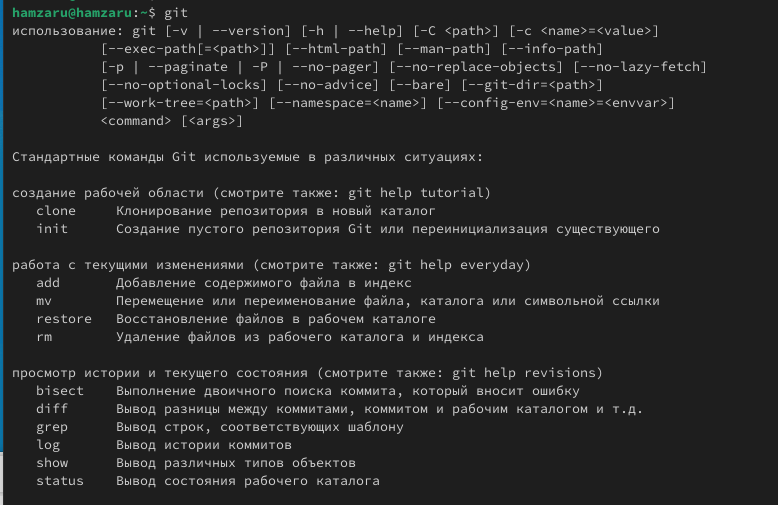 hamzaru@hamzaru:~$ git
использование: git [-v | --version] [-h | --help] [-C <path>] [-c <name>=<value>]
[--exec-path[=<path>]] [--html-path] [--man-path] [--info-path]
[-p | --paginate | -P | --no-pager] [--no-replace-objects] [--no-lazy-fetch]
[--no-optional-locks] [--no-advice] [--bare] [--git-dir=<path>]
[--work-tree=<path>] [--namespace=<name>] [--config-env=<name>=<envvar>]
<command> [<args>]
Стандартные команды Git используемые в различных ситуациях:
создание рабочей области (смотрите также: git help tutorial)
clone Клонирование репозитория в новый каталог
init Создание пустого репозитория Git или переинициализация существующего
работа с текущими изменениями (смотрите также: git help everyday)
add Добавление содержимого файла в индекс
mv Перемещение или переименование файла, каталога или символьной ссылки
restore Восстановление файлов в рабочем каталоге
rm Удаление файлов из рабочего каталога и индекса
просмотр истории и текущего состояния (смотрите также: git help revisions)
bisect Выполнение двоичного поиска коммита, который вносит ошибку
diff Вывод разницы между коммитами, коммитом и рабочим каталогом и т.д.
grep Вывод строк, соответствующих шаблону
log Вывод истории коммитов
show Вывод различных типов объектов
status Вывод состояния рабочего каталога